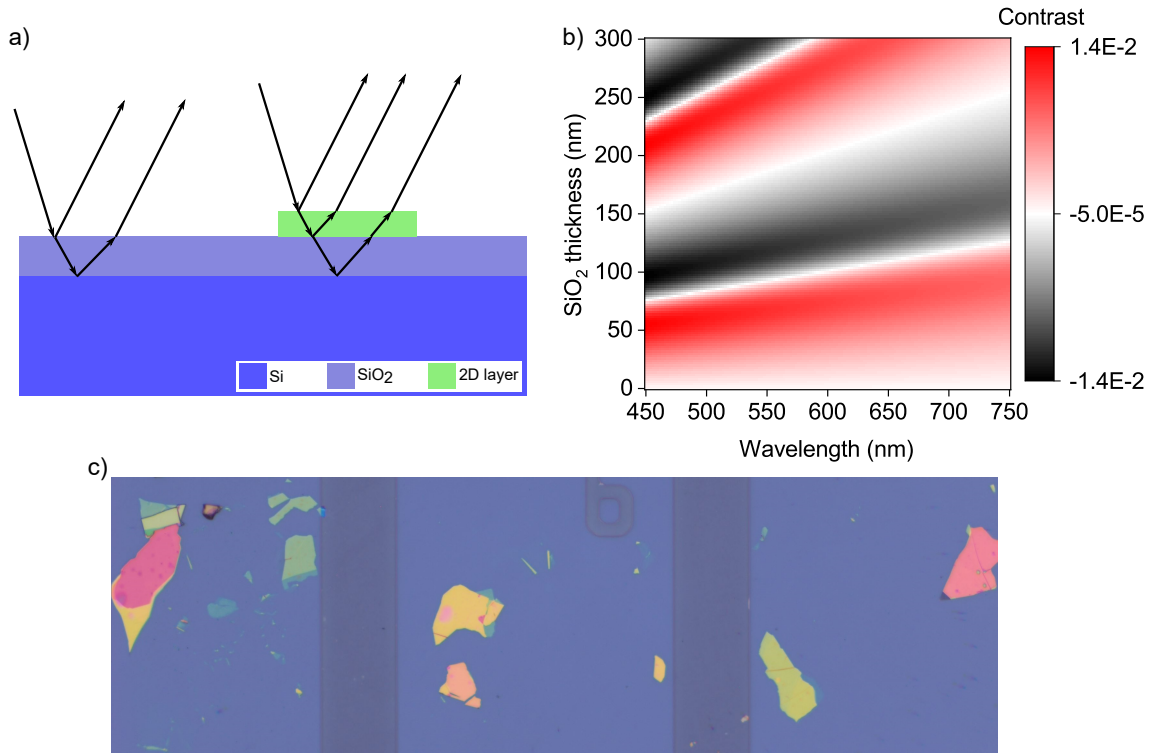 a)
Si
SiO2
2D layer
b)
Contrast
1.4E-2
-5.0E-5
-1.4E-2
SiO2 thickness (nm)
300
250
200
150
100
50
0
450 500 550 600 650 700 750
Wavelength (nm)
c)
6